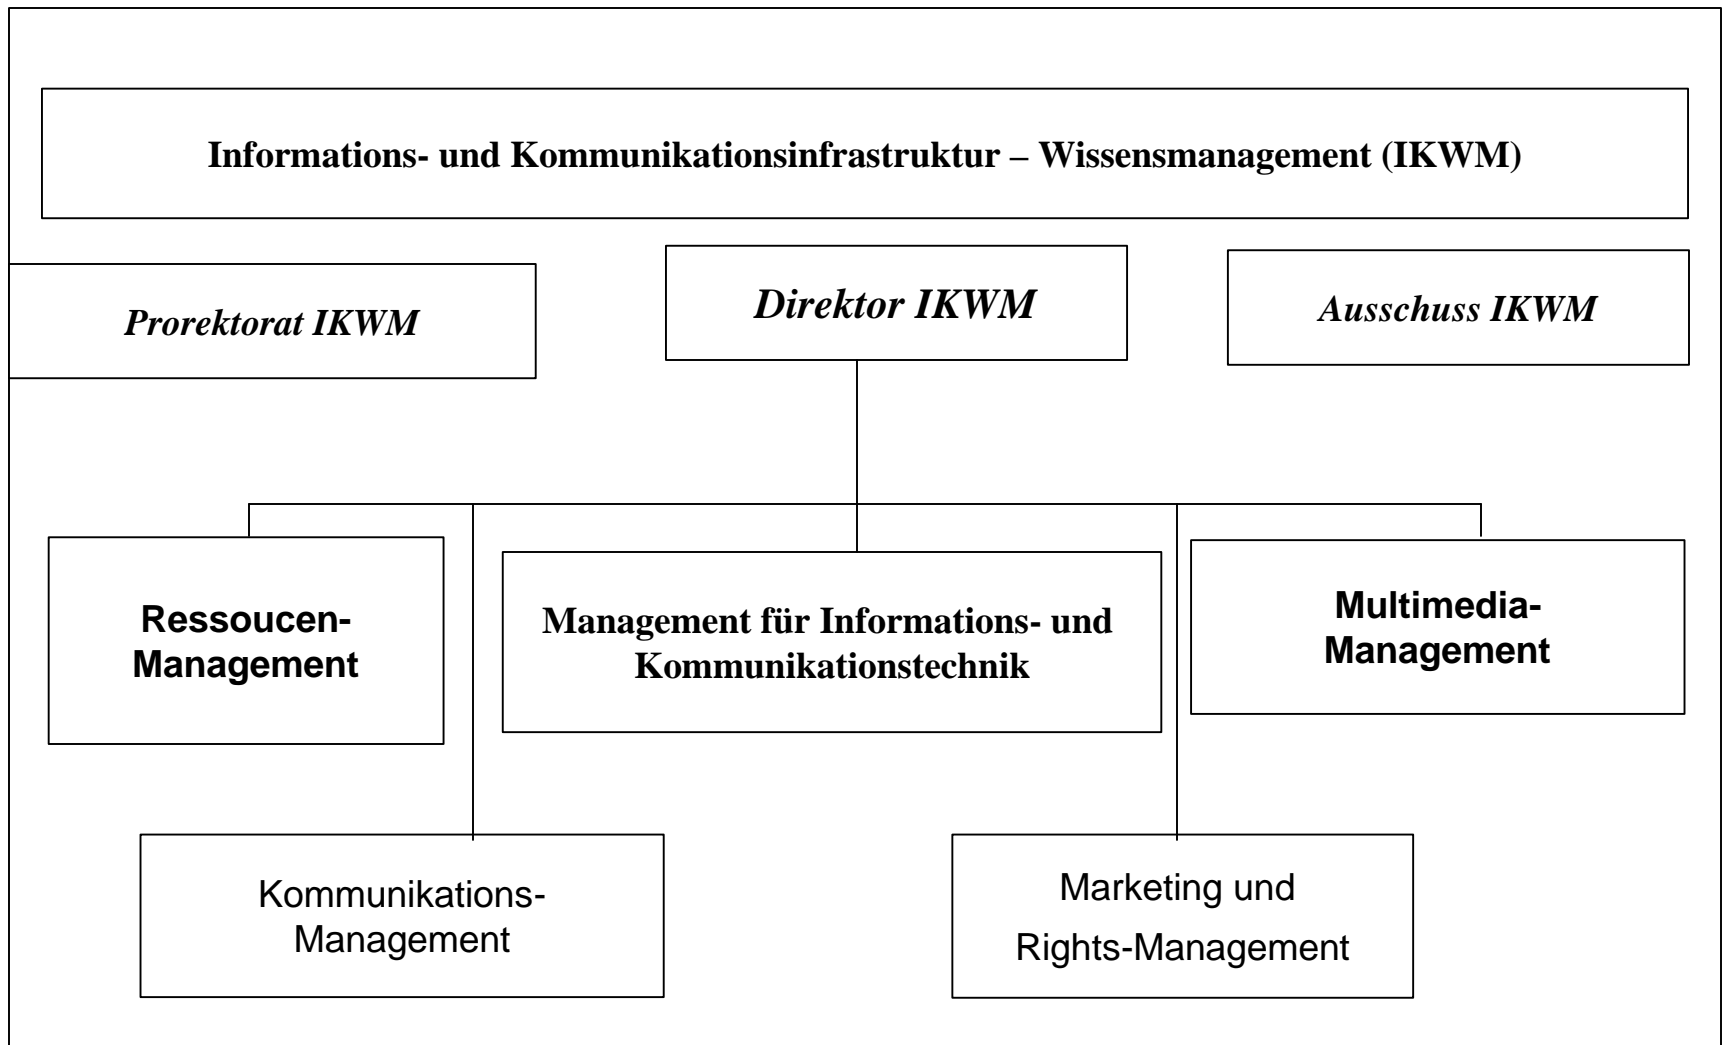 Informations- und Kommunikationsinfrastruktur – Wissensmanagement (IKWM)
Prorektorat IKWM
Direktor IKWM
Ausschuss IKWM
Ressoucen-
Management
Management für Informations- und
Kommunikationstechnik
Multimedia-
Management
Kommunikations-
Management
Marketing und
Rights-Management